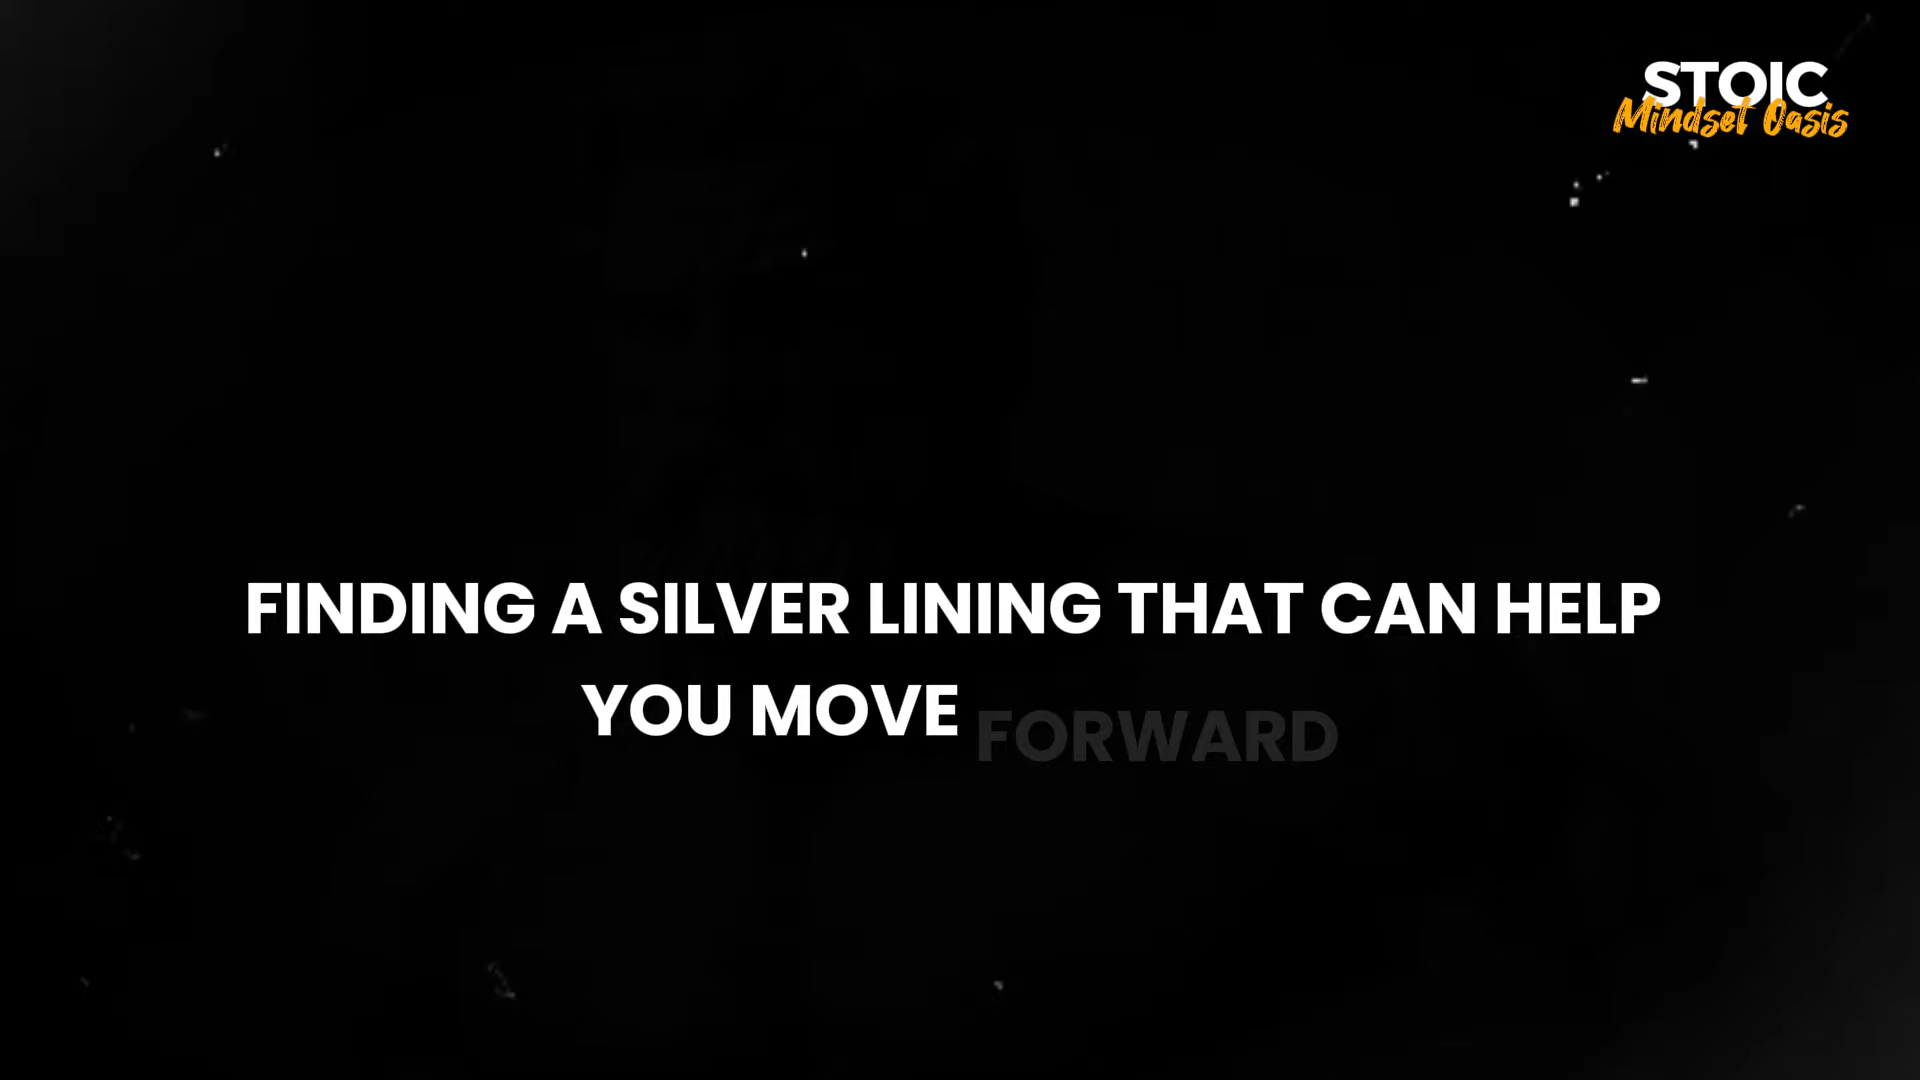 STOIC
Mindset Oasis
FINDING A SILVER LINING THAT CAN HELP
YOU MOVE FORWARD